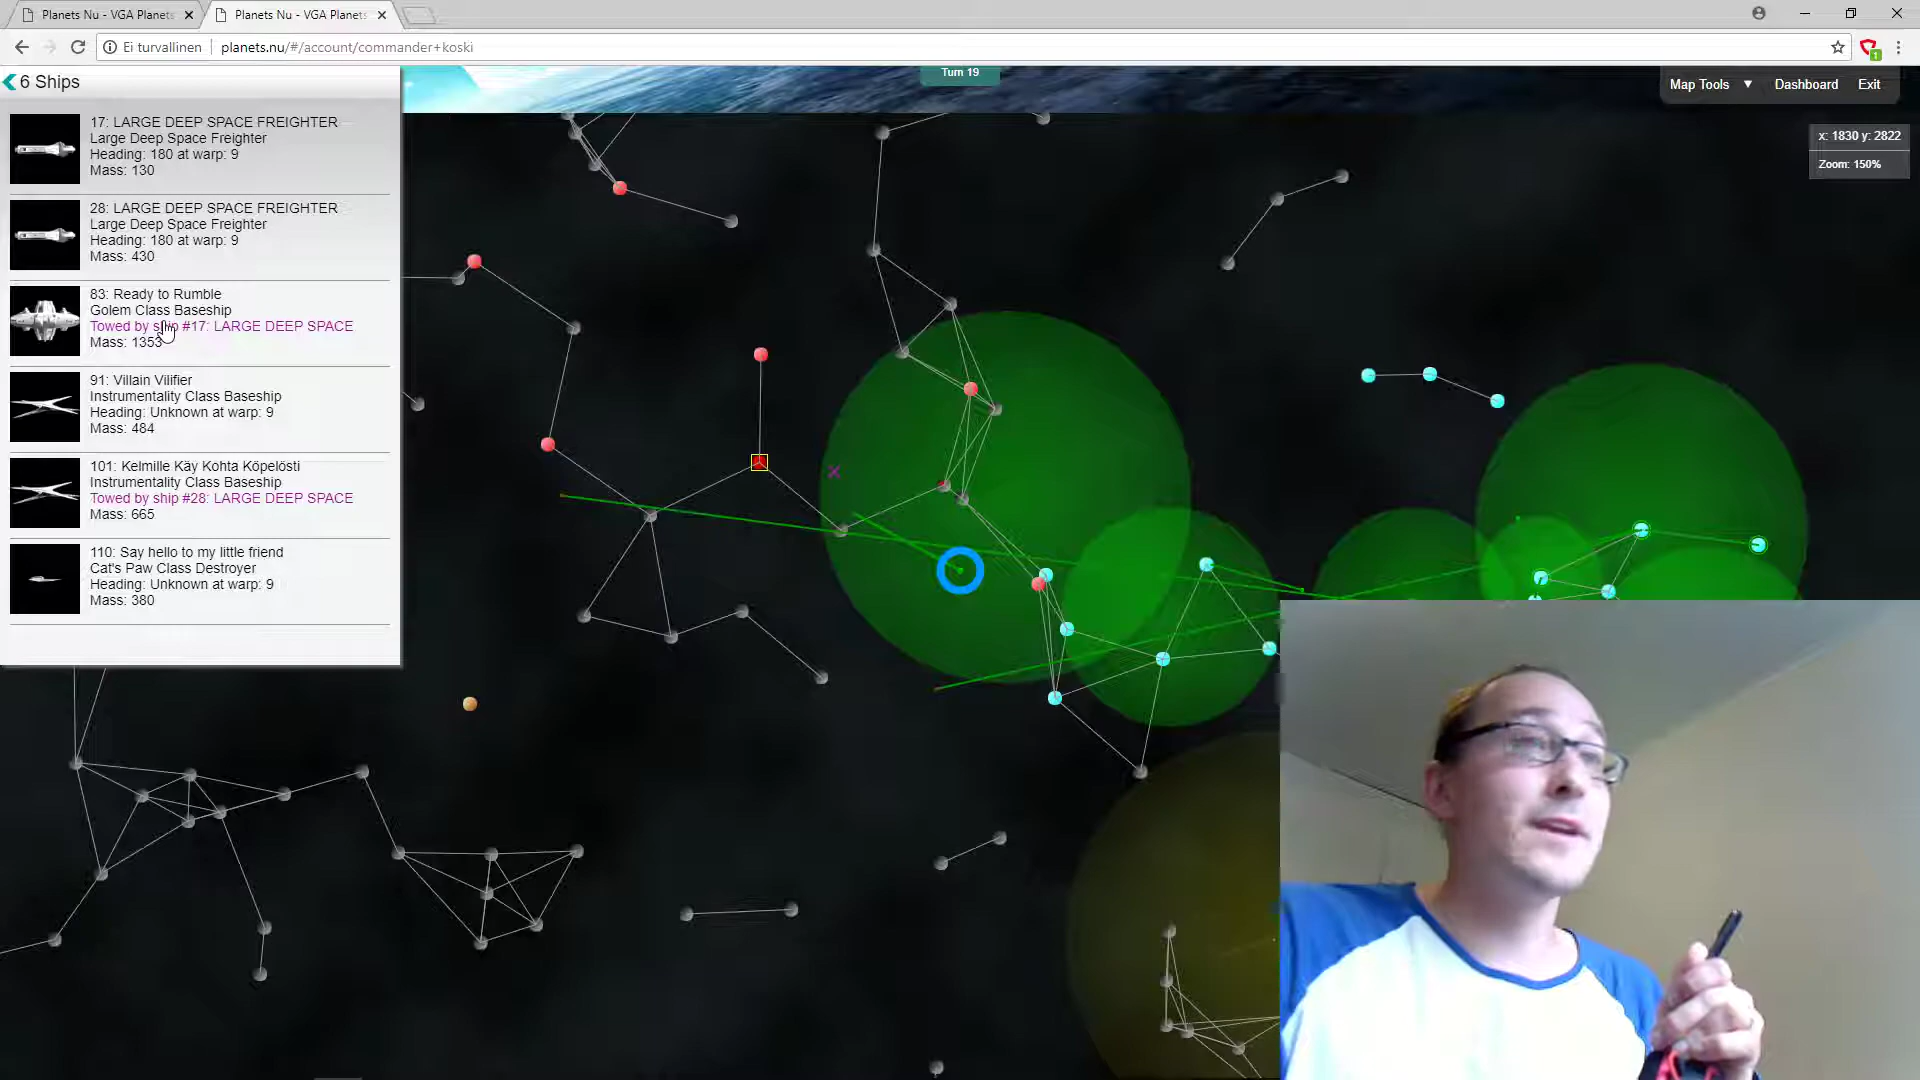 Planets Nu - VGA Planets
Planets Nu - VGA Planets
Ei turvallinen
planets.nu/#/account/commander+koski
1
6 Ships
Turn 19
Map Tools ▼ Dashboard Exit
x: 1830 y: 2822
Zoom: 150%
17: LARGE DEEP SPACE FREIGHTER
Large Deep Space Freighter
Heading: 180 at warp: 9
Mass: 130
28: LARGE DEEP SPACE FREIGHTER
Large Deep Space Freighter
Heading: 180 at warp: 9
Mass: 430
83: Ready to Rumble
Golem Class Baseship
Towed by ship #17: LARGE DEEP SPACE
Mass: 1353
91: Villain Vilifier
Instrumentality Class Baseship
Heading: Unknown at warp: 9
Mass: 484
101: Kelmille Käy Kohta Köpelösti
Instrumentality Class Baseship
Towed by ship #28: LARGE DEEP SPACE
Mass: 665
110: Say hello to my little friend
Cat's Paw Class Destroyer
Heading: Unknown at warp: 9
Mass: 380